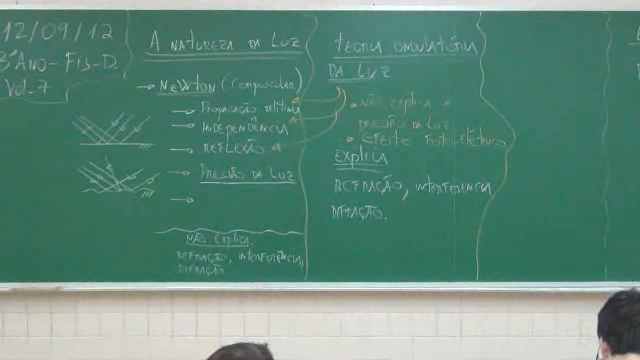 12/09/12
3º ANO - FÍS - D.
VOL. 7
A NATUREZA DA LUZ
NEWTON (CORPUSCULAR)
PROPAGAÇÃO RETILÍNEA
INDEPENDÊNCIA
REFLEXÃO
PRESSÃO DA LUZ
NÃO EXPLICA
REFRAÇÃO, INTERFERÊNCIA,
DIFRAÇÃO
TEORIA ONDULATÓRIA
DA LUZ
• NÃO EXPLICA A
PRESSÃO DA LUZ
• EFEITO FOTOELÉTRICO
EXPLICA
REFRAÇÃO, INTERFERÊNCIA
DIFRAÇÃO.